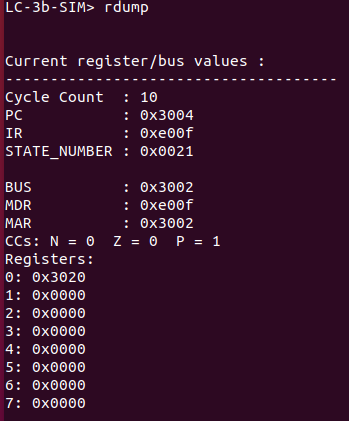 LC-3b-SIM> rdump
Current register/bus values :
-------------------------------------
Cycle Count  : 10
PC           : 0x3004
IR           : 0xe00f
STATE_NUMBER : 0x0021
BUS          : 0x3002
MDR          : 0xe00f
MAR          : 0x3002
CCs: N = 0  Z = 0  P = 1
Registers:
0: 0x3020
1: 0x0000
2: 0x0000
3: 0x0000
4: 0x0000
5: 0x0000
6: 0x0000
7: 0x0000